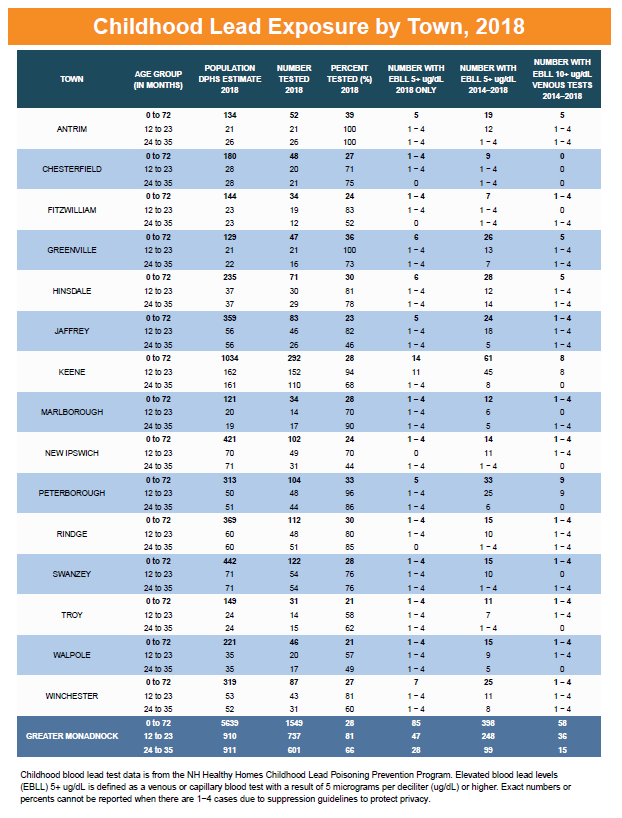 Childhood Lead Exposure by Town, 2018
TOWN AGE GROUP (IN MONTHS) POPULATION DPHS ESTIMATE 2018 NUMBER TESTED 2018 PERCENT TESTED (%) 2018 NUMBER WITH EBLL 5+ ug/dL 2018 ONLY NUMBER WITH EBLL 5+ ug/dL 2014–2018 NUMBER WITH EBLL 10+ ug/dL VENOUS TESTS 2014–2018
0 to 72 134 52 39 5 19 5
ANTRIM 12 to 23 21 21 100 1 – 4 12 1 – 4
24 to 35 26 26 100 1 – 4 1 – 4 1 – 4
0 to 72 180 48 27 1 – 4 9 0
CHESTERFIELD 12 to 23 28 20 71 1 – 4 1 – 4 0
24 to 35 28 21 75 0 1 – 4 0
0 to 72 144 34 24 1 – 4 7 1 – 4
FITZWILLIAM 12 to 23 23 19 83 1 – 4 1 – 4 0
24 to 35 23 12 52 0 1 – 4 1 – 4
0 to 72 129 47 36 6 26 5
GREENVILLE 12 to 23 21 21 100 1 – 4 13 1 – 4
24 to 35 22 16 73 1 – 4 7 1 – 4
0 to 72 235 71 30 6 28 5
HINSDALE 12 to 23 37 30 81 1 – 4 12 1 – 4
24 to 35 37 29 78 1 – 4 14 1 – 4
0 to 72 359 83 23 5 24 1 – 4
JAFFREY 12 to 23 56 46 82 1 – 4 18 1 – 4
24 to 35 56 26 46 1 – 4 5 1 – 4
0 to 72 1034 292 28 14 61 8
KEENE 12 to 23 162 152 94 11 45 8
24 to 35 161 110 68 1 – 4 8 0
0 to 72 121 34 28 1 – 4 12 1 – 4
MARLBOROUGH 12 to 23 20 14 70 1 – 4 6 0
24 to 35 19 17 90 1 – 4 5 1 – 4
0 to 72 421 102 24 1 – 4 14 1 – 4
NEW IPSWICH 12 to 23 70 49 70 0 11 1 – 4
24 to 35 71 31 44 1 – 4 1 – 4 0
0 to 72 313 104 33 5 33 9
PETERBOROUGH 12 to 23 50 48 96 1 – 4 25 9
24 to 35 51 44 86 1 – 4 6 0
0 to 72 369 112 30 1 – 4 15 1 – 4
RINDGE 12 to 23 60 48 80 1 – 4 10 1 – 4
24 to 35 60 51 85 0 1 – 4 1 – 4
0 to 72 442 122 28 1 – 4 15 1 – 4
SWANZEY 12 to 23 71 54 76 1 – 4 10 0
24 to 35 71 54 76 1 – 4 1 – 4 1 – 4
0 to 72 149 31 21 1 – 4 11 1 – 4
TROY 12 to 23 24 14 58 1 – 4 7 1 – 4
24 to 35 24 15 62 1 – 4 1 – 4 0
0 to 72 221 46 21 1 – 4 15 1 – 4
WALPOLE 12 to 23 35 20 57 1 – 4 9 1 – 4
24 to 35 35 17 49 1 – 4 5 0
0 to 72 319 87 27 7 25 1 – 4
WINCHESTER 12 to 23 53 43 81 1 – 4 11 1 – 4
24 to 35 52 31 60 1 – 4 8 1 – 4
0 to 72 5639 1549 28 85 398 58
GREATER MONADNOCK 12 to 23 910 737 81 47 248 36
24 to 35 911 601 66 28 99 15
Childhood blood lead test data is from the NH Healthy Homes Childhood Lead Poisoning Prevention Program. Elevated blood lead levels
(EBLL) 5+ ug/dL is defined as a venous or capillary blood test with a result of 5 micrograms per deciliter (ug/dL) or higher. Exact numbers or
percents cannot be reported when there are 1–4 cases due to suppression guidelines to protect privacy.